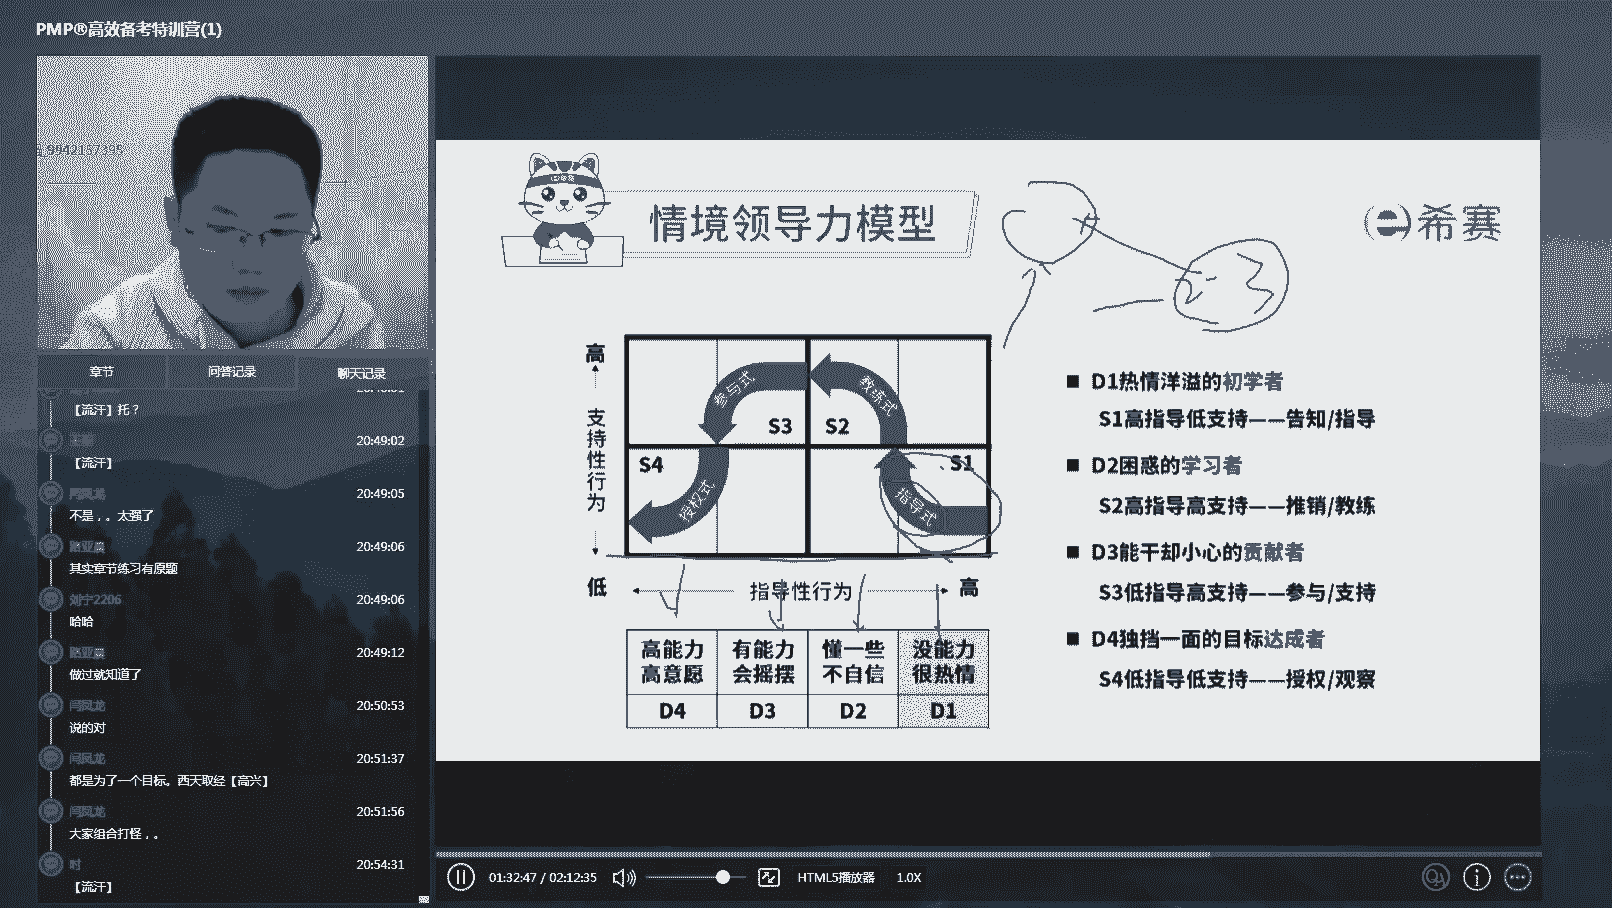 PMP®高效备考特训营(1)
章节
问答记录
聊天记录
【流汗】托？
20:49:02
【流汗】
20:49:05
不是，。太强了
20:49:06
其实章节练习有原题
刘宁2206
20:49:06
哈哈
20:49:12
做过就知道了
闫凤龙
20:50:53
说的对
闫凤龙
20:51:37
都是为了一个目标。西天取经【高兴】
闫凤龙
20:51:56
大家组合打怪，。
时
20:54:31
【流汗】
情境领导力模型
希赛
高
支持性行为
低
参与式
教练式
S3
S2
S4
S1
授权式
指导式
指导性行为
高
高能力
高意愿
有能力
会摇摆
懂一些
不自信
没能力
很热情
D4
D3
D2
D1
D1热情洋溢的初学者
S1高指导低支持——告知/指导
D2困惑的学习者
S2高指导高支持——推销/教练
D3能干却小心的贡献者
S3低指导高支持——参与/支持
D4独挡一面的目标达成者
S4低指导低支持——授权/观察
01:32:47 / 02:12:35
HTML5播放器
1.0X